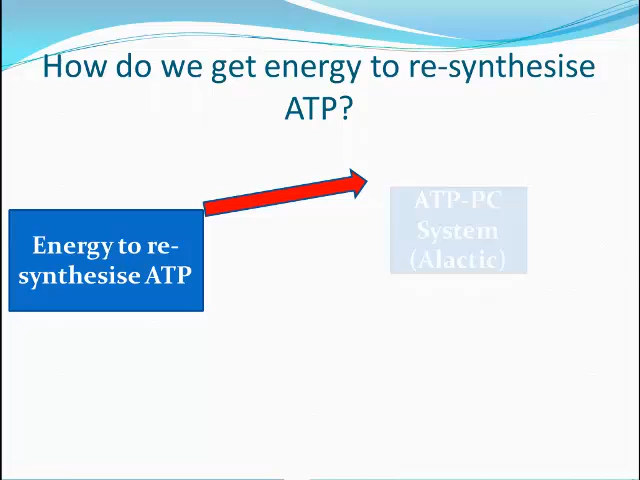 How do we get energy to re-synthesise
ATP?
Energy to re-
synthesise ATP
ATP-PC
System
(Alactic)